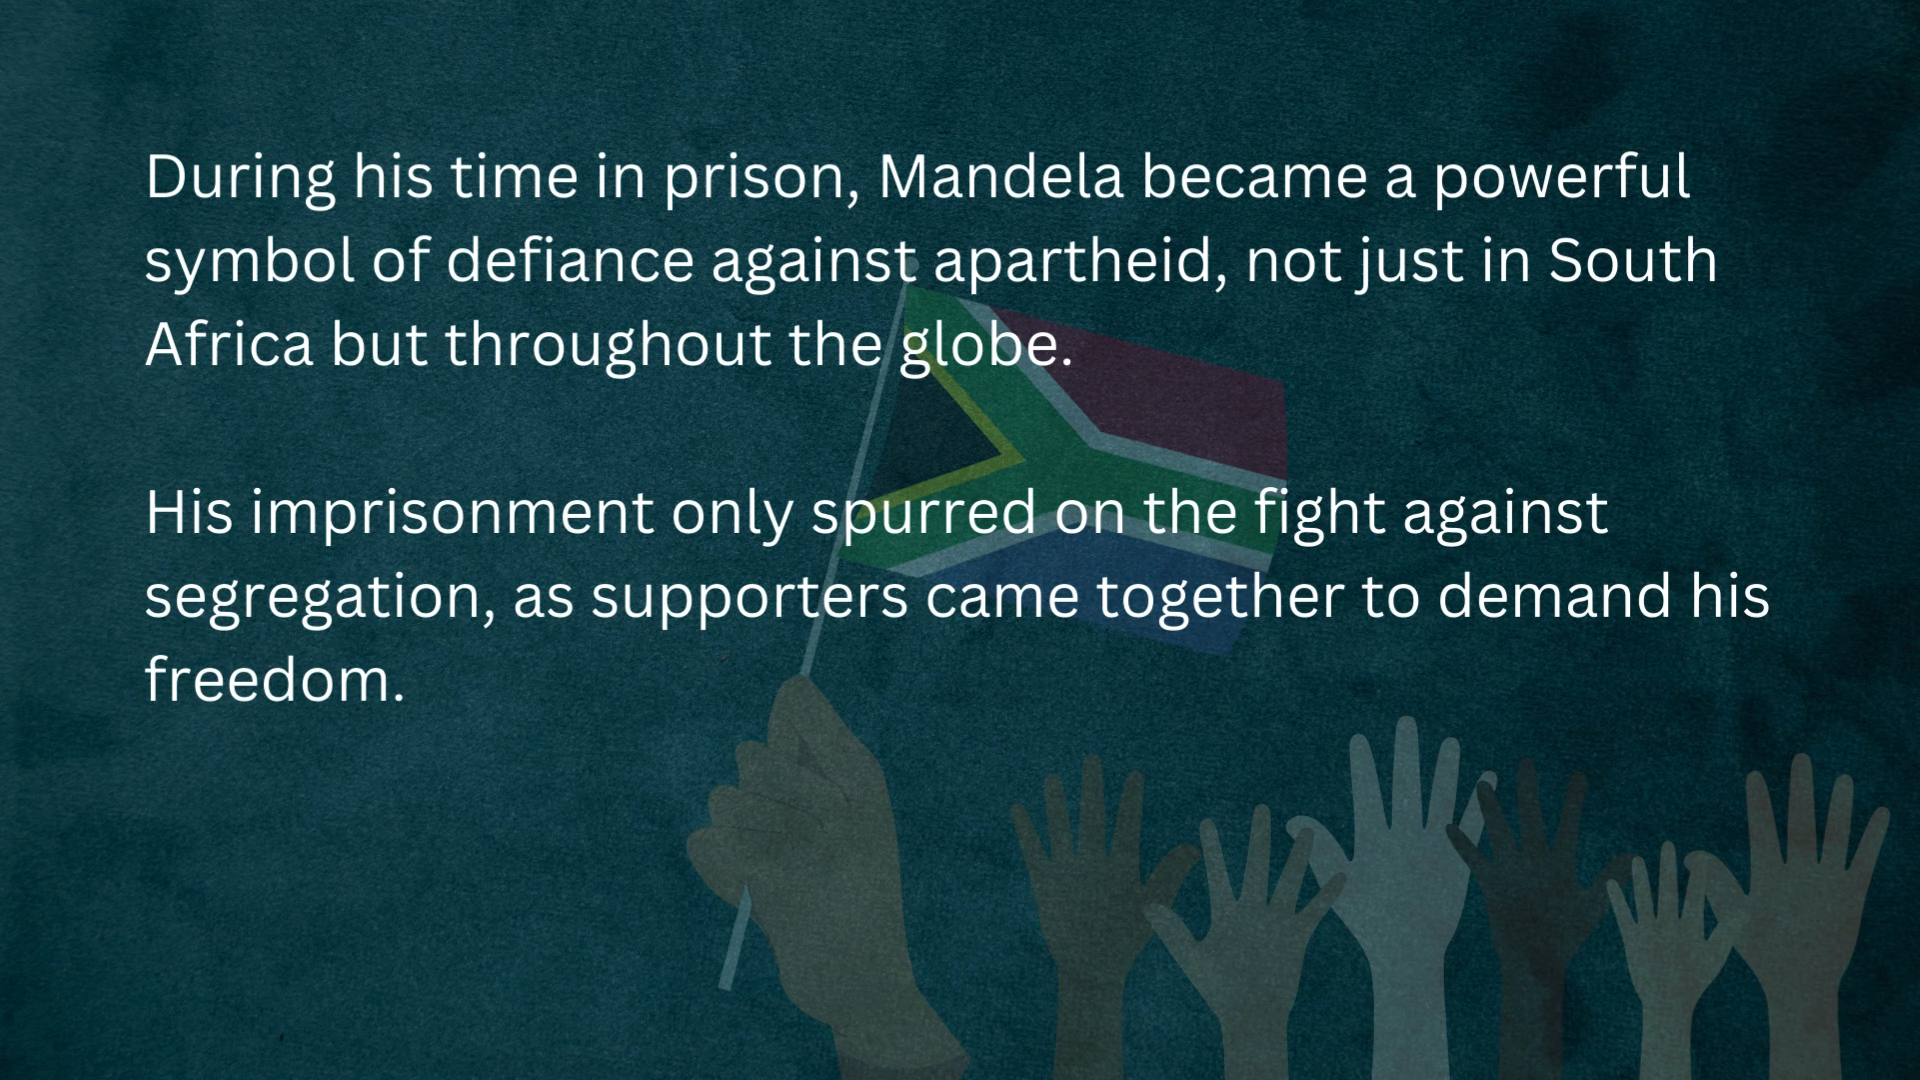 During his time in prison, Mandela became a powerful
symbol of defiance against apartheid, not just in South
Africa but throughout the globe.
His imprisonment only spurred on the fight against
segregation, as supporters came together to demand his
freedom.